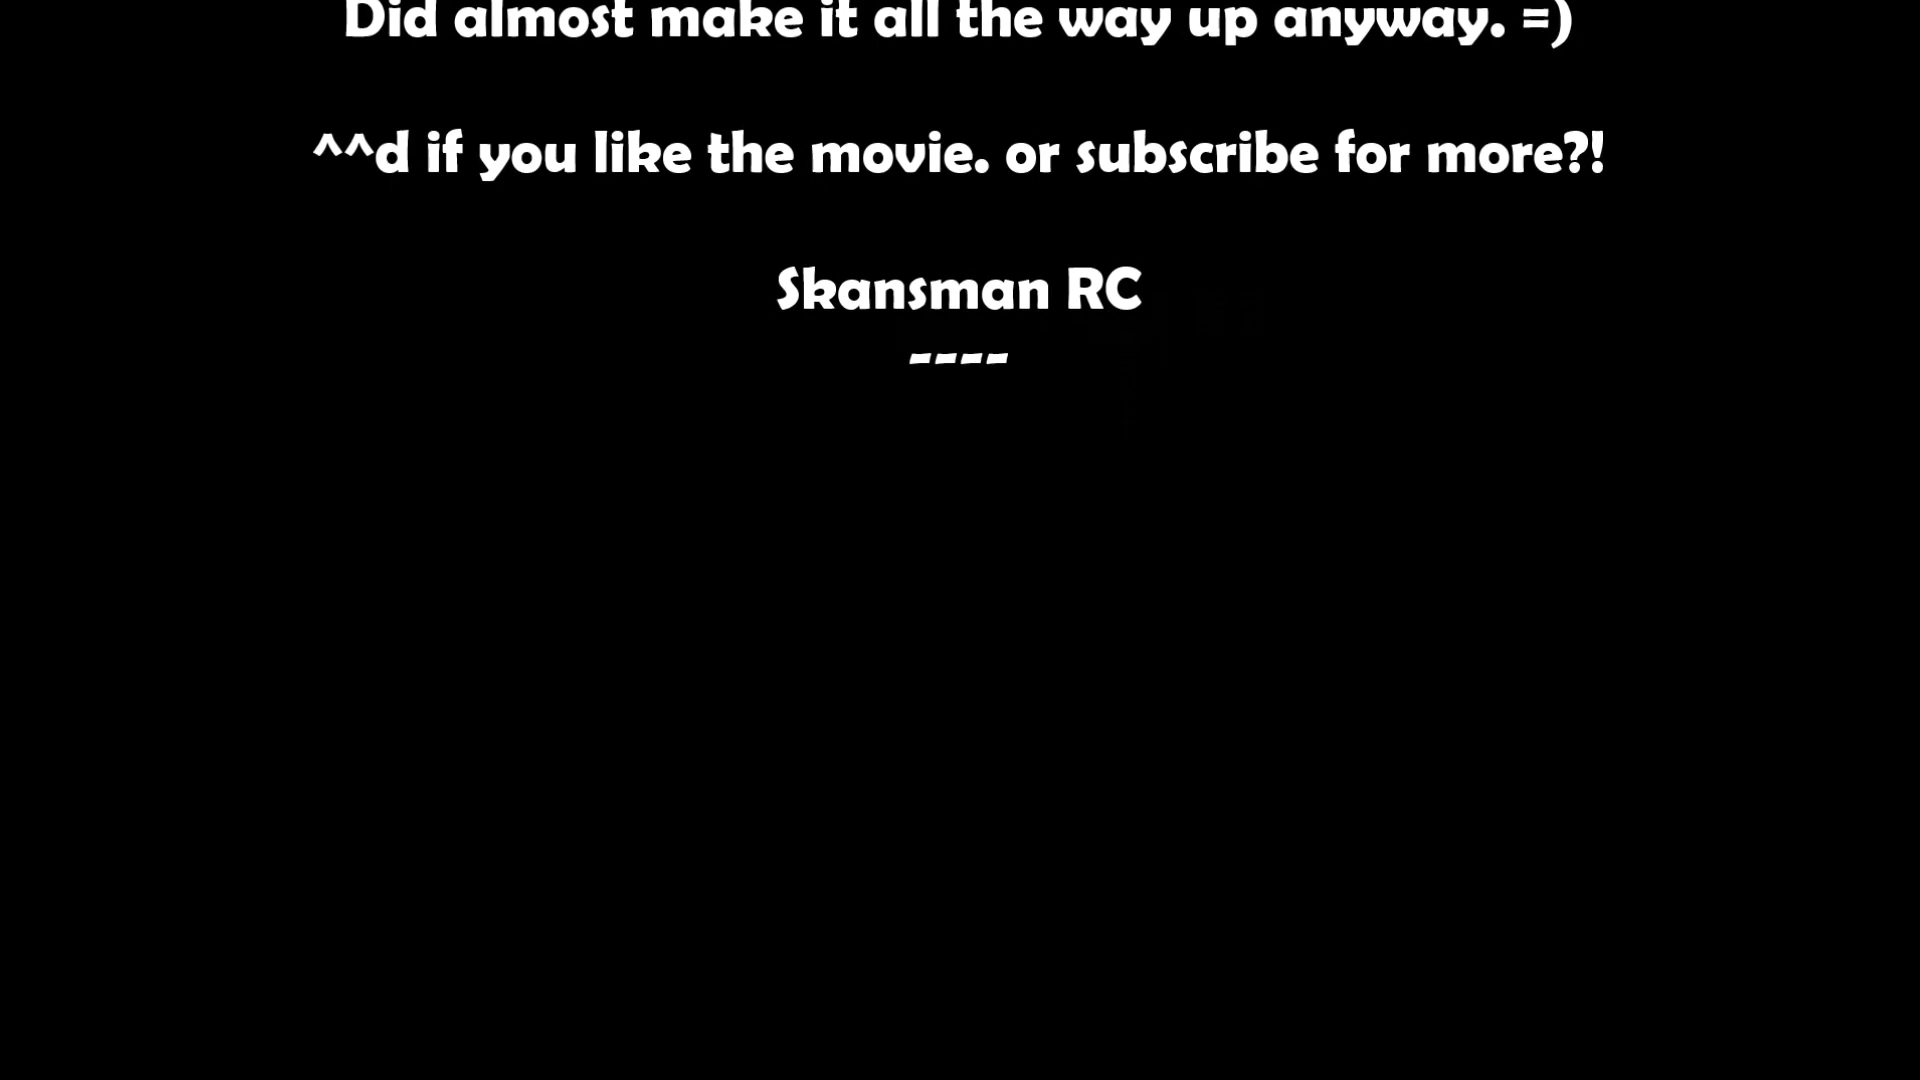 Did almost make it all the way up anyway. =)
^^d if you like the movie. or subscribe for more?!
Skansman RC
----